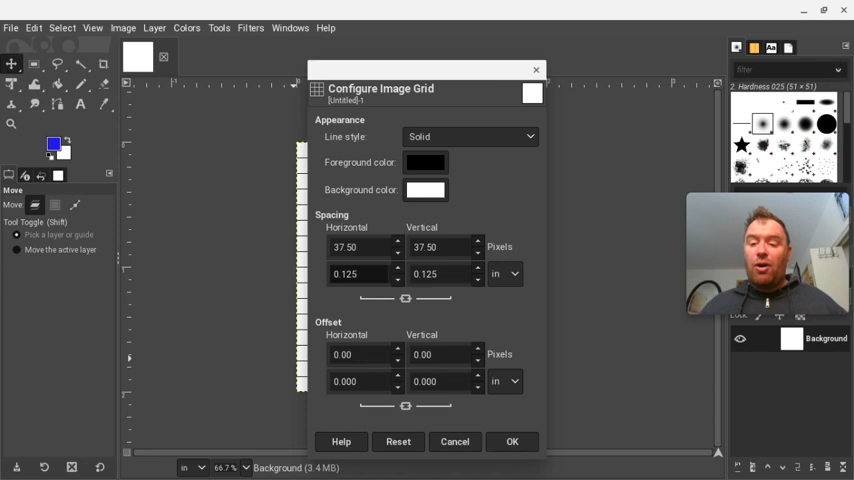 File Edit Select View Image Layer Colors Tools Filters Windows Help
filter
2. Hardness 025 (51 × 51)
Configure Image Grid
[Untitled]-1
Appearance
Line style: Solid
Foreground color:
Background color:
Spacing
Horizontal Vertical
37.50 37.50 Pixels
0.125 0.125 in
Offset
Horizontal Vertical
0.00 0.00 Pixels
0.000 0.000 in
Help Reset Cancel OK
Move
Move:
Tool Toggle (Shift)
Pick a layer or guide
Move the active layer
Aa
A
Lock:
Background
in 66.7 % Background (3.4 MB)